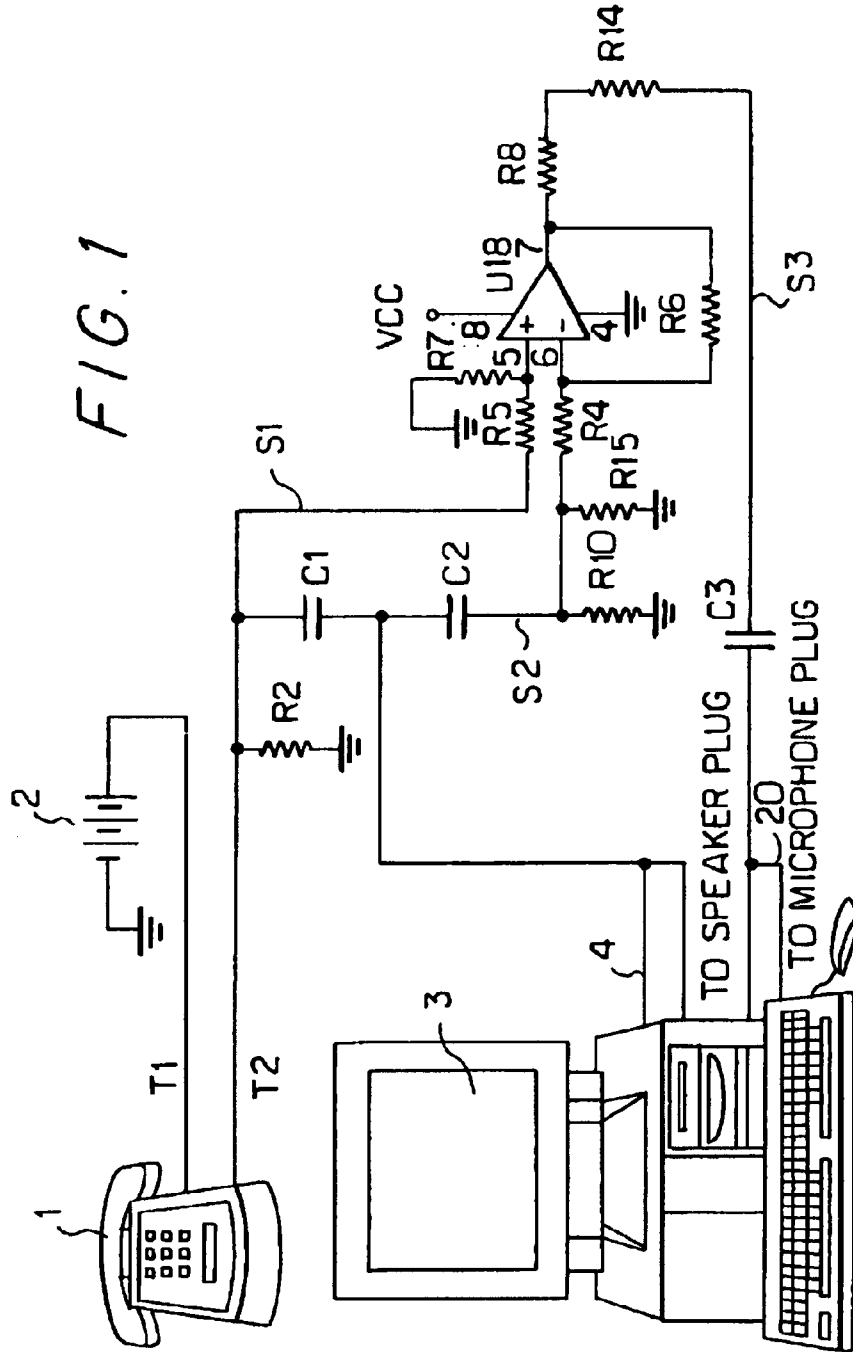 FIG. 1
1
2
T1
T2
R2
S1
C1
C2
S2
R10
R15
R4
R5
R7
VCC
8
5
6
4
U18
7
R6
R8
R14
S3
C3
3
4
20
TO SPEAKER PLUG
TO MICROPHONE PLUG